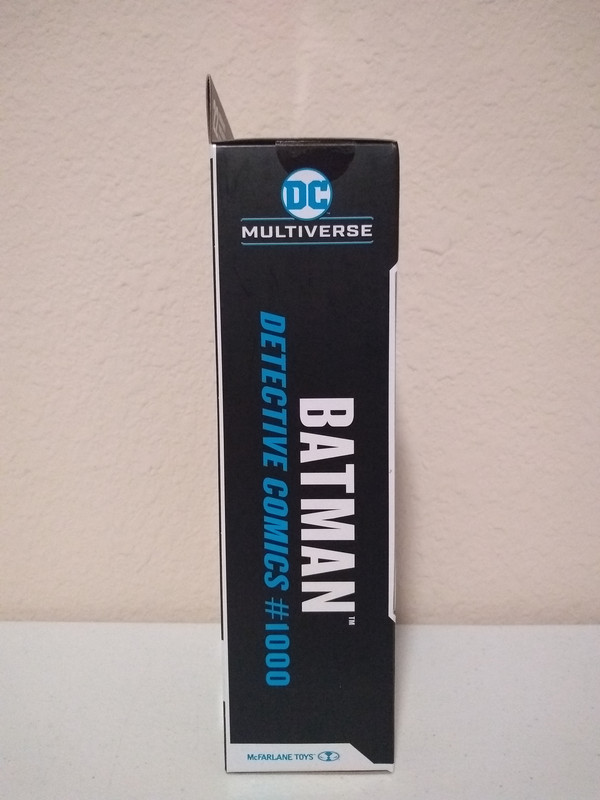 DC
MULTIVERSE
BATMAN™
DETECTIVE COMICS #1000
McFARLANE TOYS